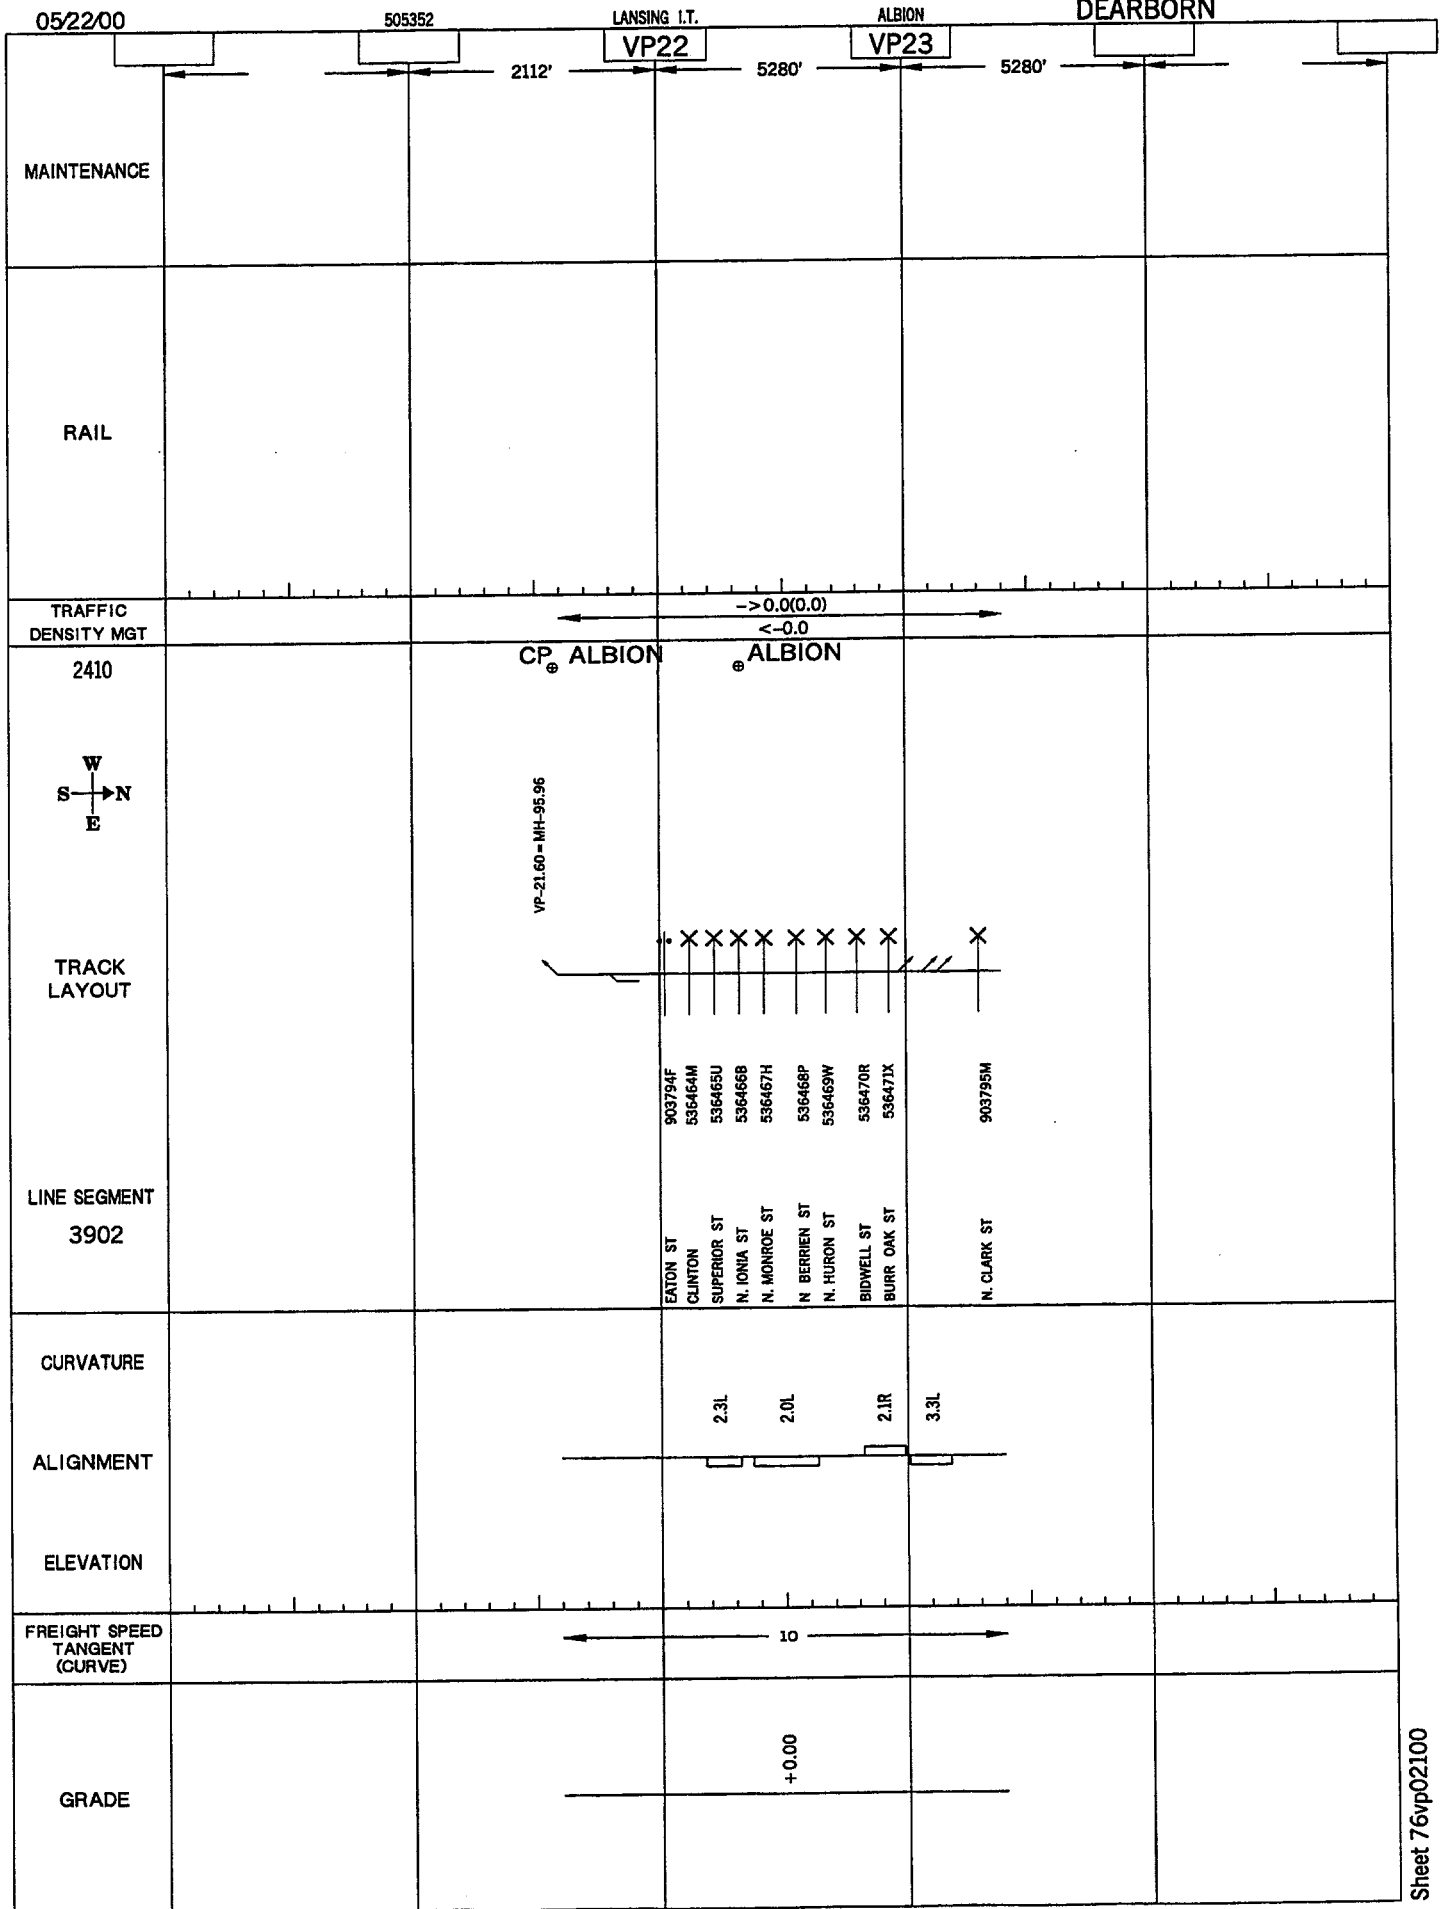 05/22/00
505352
LANSING I.T.
ALBION
DEARBORN
VP22
VP23
2112'
5280'
5280'
MAINTENANCE
RAIL
TRAFFIC
DENSITY MGT
->0.0(0.0)
<-0.0
2410
CP ALBION
ALBION
W
S N
E
VP-21.60=MH-95.96
TRACK
LAYOUT
903794F
536464M
536465U
536466B
536467H
536468P
536469W
536470R
536471X
903795M
LINE SEGMENT
3902
EATON ST
CLINTON
SUPERIOR ST
N. IONIA ST
N. MONROE ST
N BERRIEN ST
N. HURON ST
BIDWELL ST
BURR OAK ST
N. CLARK ST
CURVATURE
2.3L
2.0L
2.1R
3.3L
ALIGNMENT
ELEVATION
FREIGHT SPEED
TANGENT
(CURVE)
10
GRADE
+0.00
Sheet 76vp02100